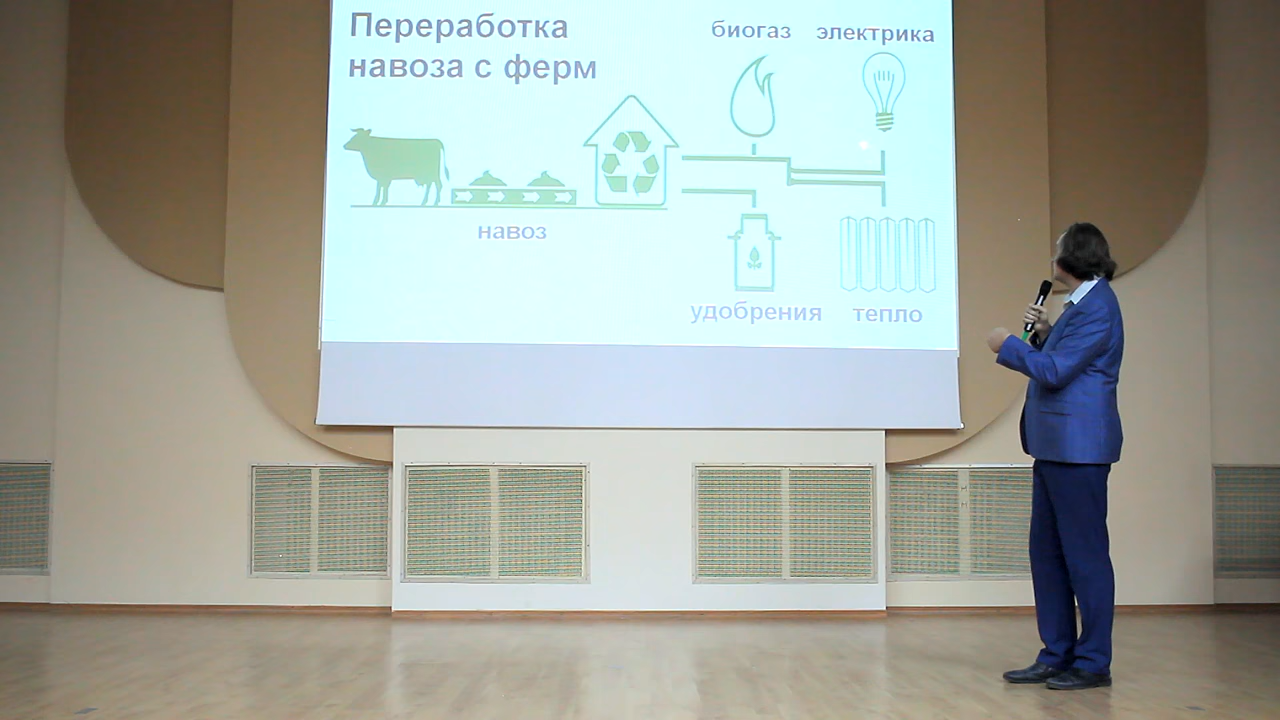 Переработка
навоза с ферм
биогаз
электрика
навоз
удобрения
тепло